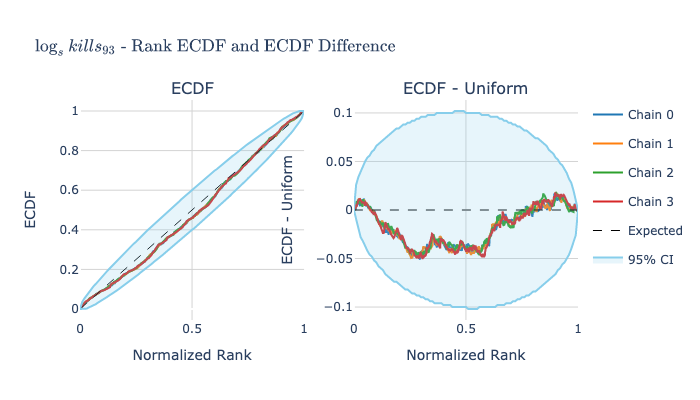 log_s kills_93 - Rank ECDF and ECDF Difference
ECDF
ECDF - Uniform
1
0.8
0.6
0.4
0.2
0
0
0.5
1
ECDF
Normalized Rank
0.1
0.05
0
−0.05
−0.1
0
0.5
1
ECDF - Uniform
Normalized Rank
Chain 0
Chain 1
Chain 2
Chain 3
Expected
95% CI